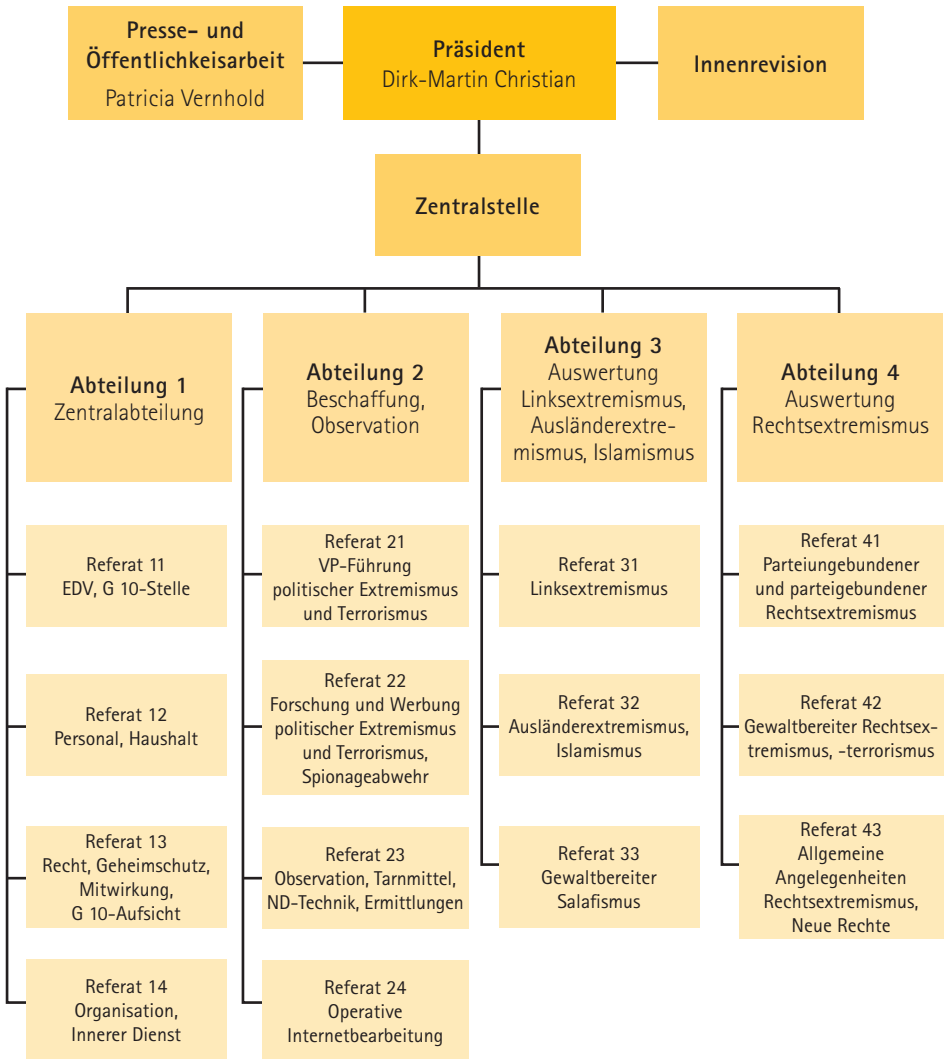 Presse- und
Öffentlichkeisarbeit
Patricia Vernhold
Präsident
Dirk-Martin Christian
Innenrevision
Zentralstelle
Abteilung 1
Zentralabteilung
Abteilung 2
Beschaffung,
Observation
Abteilung 3
Auswertung
Linksextremismus,
Ausländerextre-
mismus, Islamismus
Abteilung 4
Auswertung
Rechtsextremismus
Referat 11
EDV, G 10-Stelle
Referat 21
VP-Führung
politischer Extremismus
und Terrorismus
Referat 31
Linksextremismus
Referat 41
Parteiungebundener
und parteigebundener
Rechtsextremismus
Referat 12
Personal, Haushalt
Referat 22
Forschung und Werbung
politischer Extremismus
und Terrorismus,
Spionageabwehr
Referat 32
Ausländerextremismus,
Islamismus
Referat 42
Gewaltbereiter Rechtsex-
tremismus, -terrorismus
Referat 13
Recht, Geheimschutz,
Mitwirkung,
G 10-Aufsicht
Referat 23
Observation, Tarnmittel,
ND-Technik, Ermittlungen
Referat 33
Gewaltbereiter
Salafismus
Referat 43
Allgemeine
Angelegenheiten
Rechtsextremismus,
Neue Rechte
Referat 14
Organisation,
Innerer Dienst
Referat 24
Operative
Internetbearbeitung